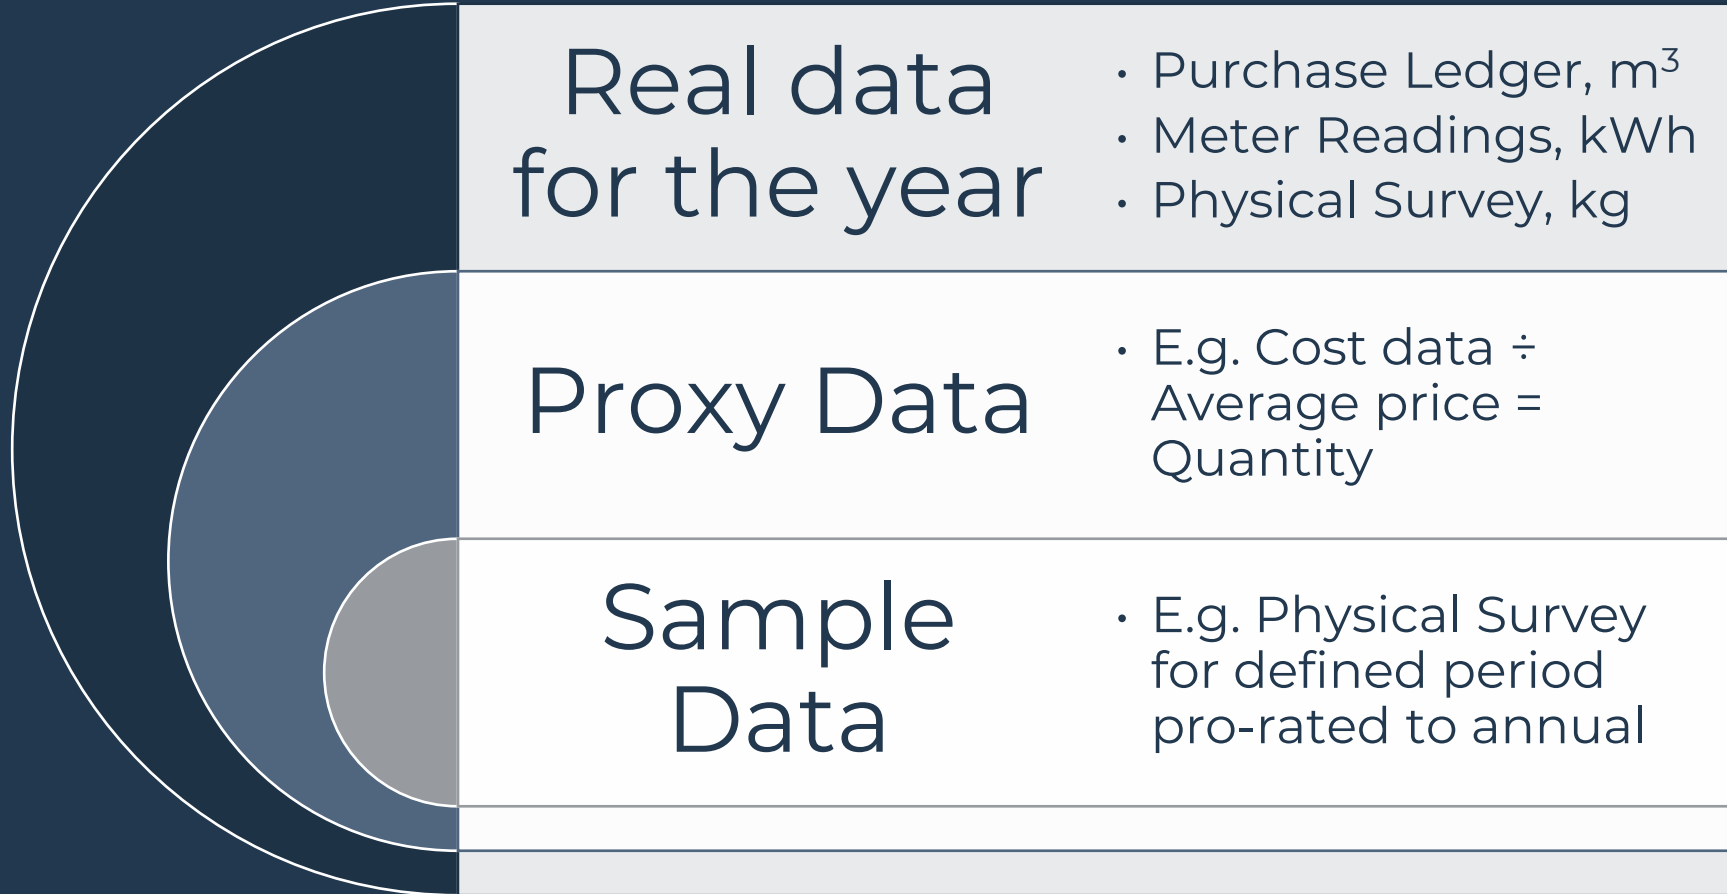 Real data
for the year
• Purchase Ledger, m³
• Meter Readings, kWh
• Physical Survey, kg
Proxy Data
• E.g. Cost data ÷
Average price =
Quantity
Sample
Data
• E.g. Physical Survey
for defined period
pro-rated to annual